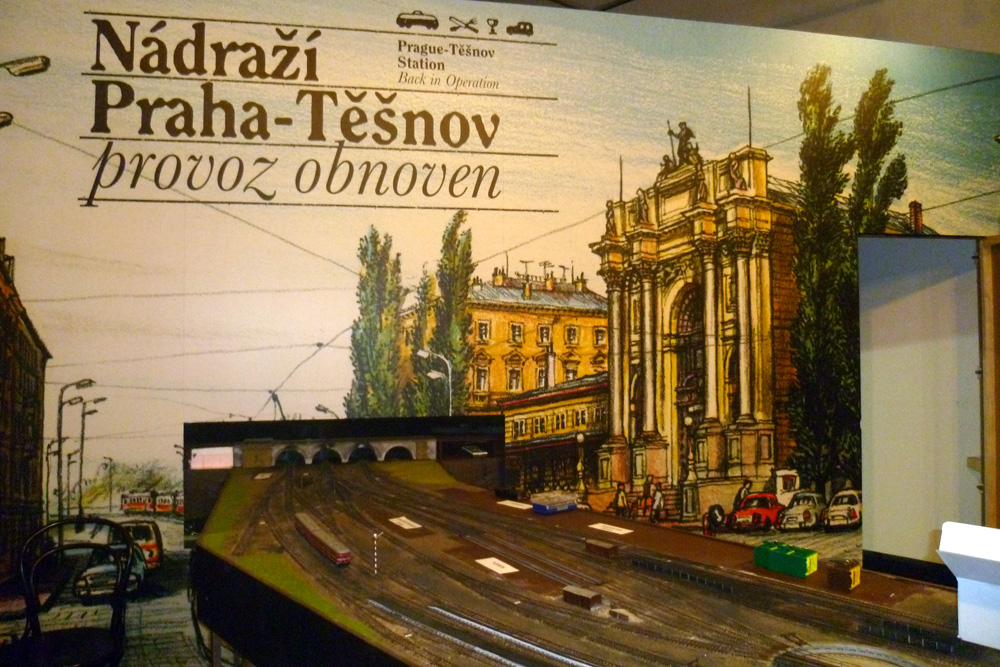 Nádraží
Praha-Těšnov
provoz obnoven
Prague-Těšnov
Station
Back in Operation